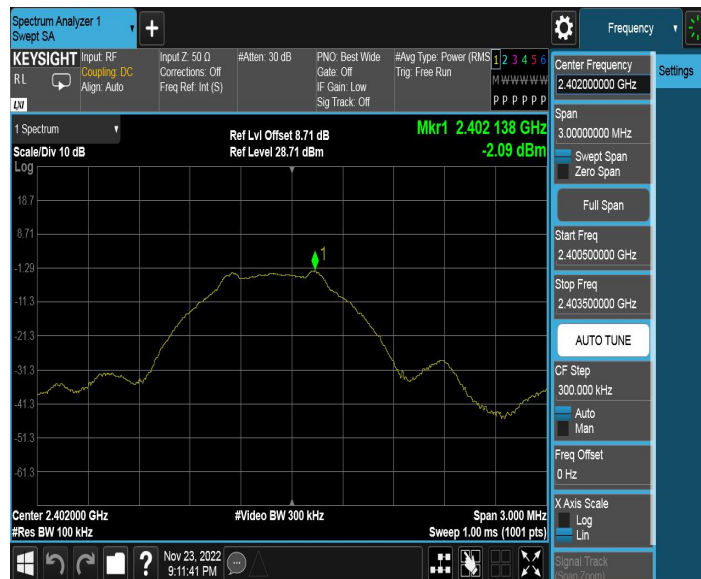 Spectrum Analyzer 1
Swept SA
+
Frequency
KEYSIGHT
RL
LXI
Input: RF
Coupling: DC
Align: Auto
Input Z: 50 Ω
Corrections: Off
Freq Ref: Int (S)
#Atten: 30 dB
PNO: Best Wide
Gate: Off
IF Gain: Low
Sig Track: Off
#Avg Type: Power (RMS
Trig: Free Run
1 2 3 4 5 6
M W W W W W
P P P P P P
Center Frequency
2.402000000 GHz
Settings
Span
3.00000000 MHz
Swept Span
Zero Span
Full Span
Start Freq
2.400500000 GHz
Stop Freq
2.403500000 GHz
AUTO TUNE
CF Step
300.000 kHz
Auto
Man
Freq Offset
0 Hz
X Axis Scale
Log
Lin
Signal Track
(Span Zoom)
1 Spectrum
Scale/Div 10 dB
Log
Ref Lvl Offset 8.71 dB
Ref Level 28.71 dBm
Mkr1 2.402 138 GHz
-2.09 dBm
18.7
8.71
-1.29
-11.3
-21.3
-31.3
-41.3
-51.3
-61.3
1
Center 2.402000 GHz
#Res BW 100 kHz
#Video BW 300 kHz
Span 3.000 MHz
Sweep 1.00 ms (1001 pts)
?
Nov 23, 2022
9:11:41 PM